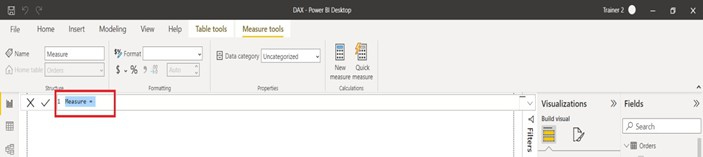 DAX - Power BI Desktop
Trainer 2
File
Home
Insert
Modeling
View
Help
External tools
Table tools
Measure tools
Name
Measure
Home table
Orders
Structure
$% Format
$ % 9 .00 Auto
Formatting
Data category
Uncategorized
Properties
New measure
Quick measure
Calculations
1 Measure =
Filters
Visualizations
Build visual
Fields
Search
Orders